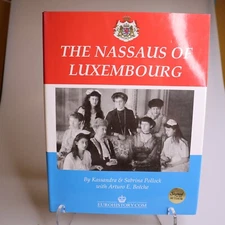 THE NASSAUS OF
LUXEMBOURG
By Kassandra & Sabrina Pollock
with Arturo E. Beéche
EUROHISTORY.COM